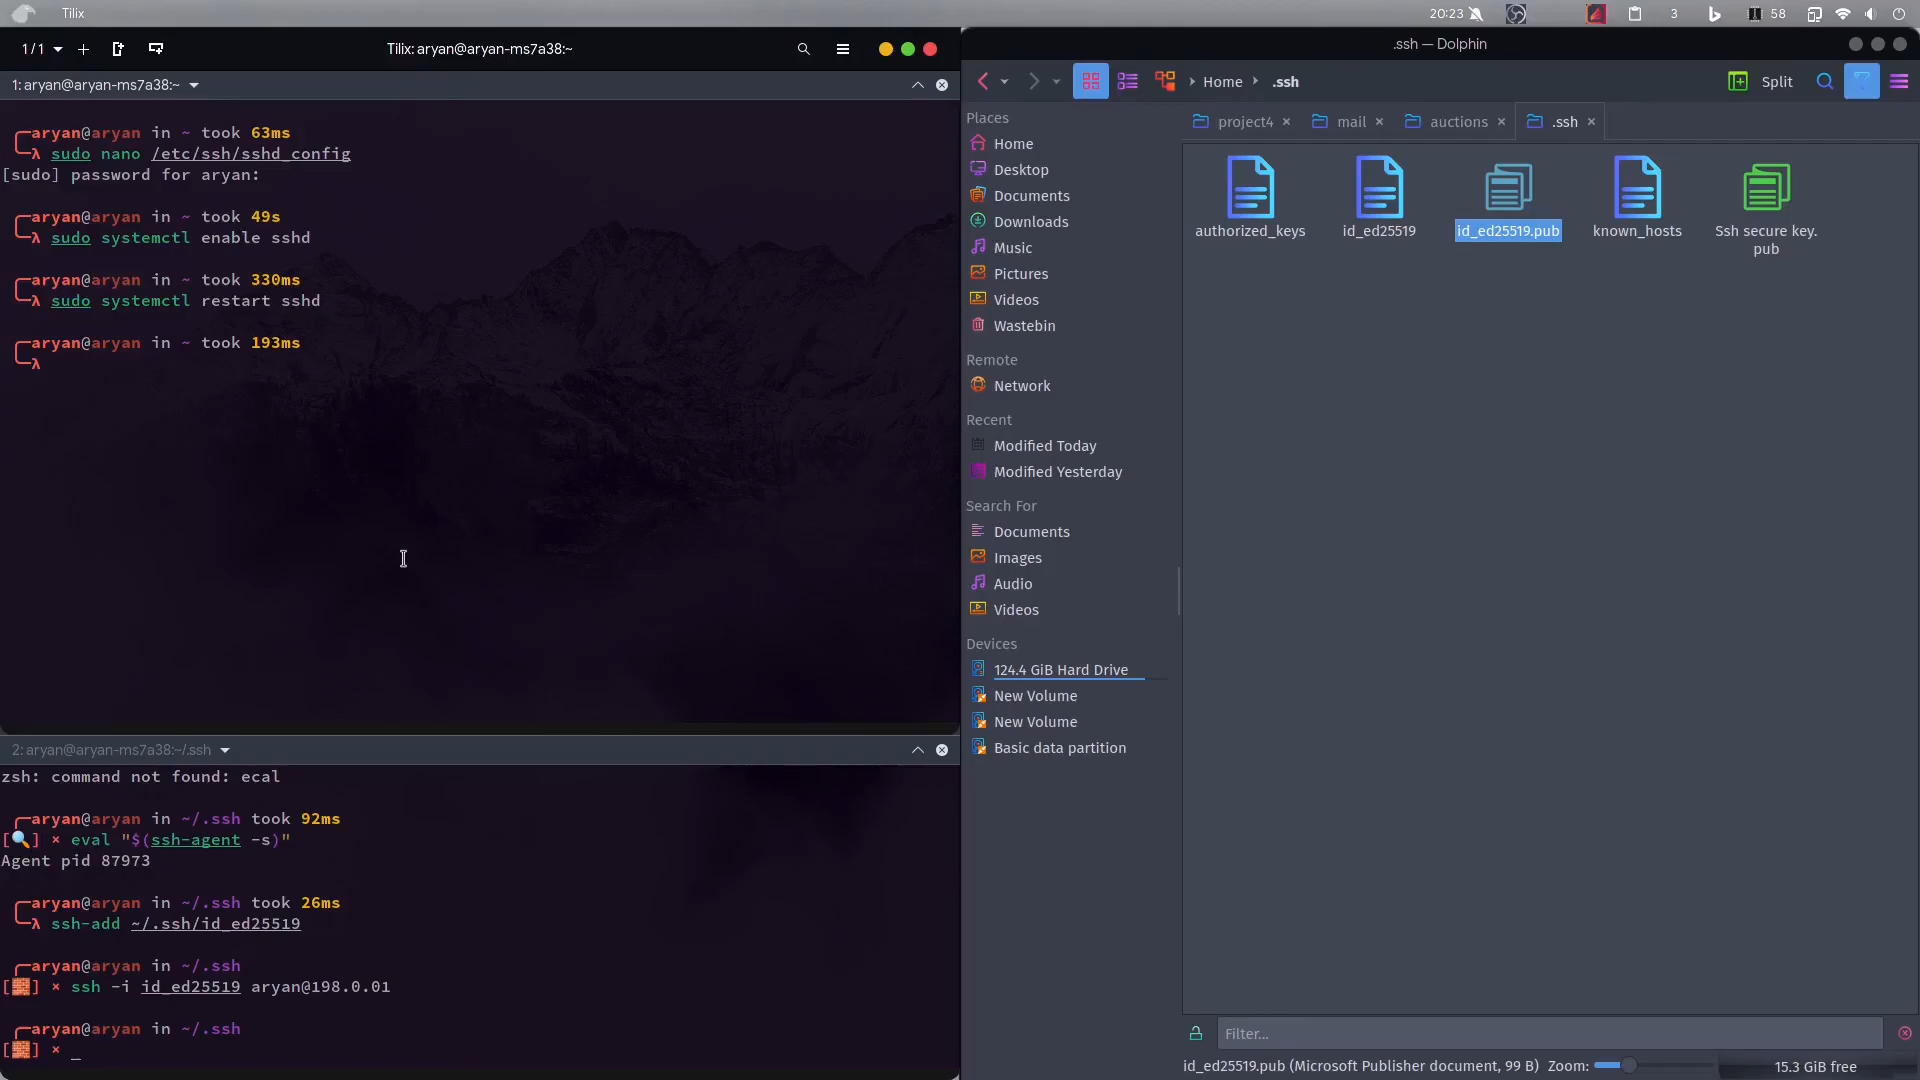 Tilix
20:23
3
58
1/1
Tilix: aryan@aryan-ms7a38:~
1: aryan@aryan-ms7a38:~
aryan@aryan in ~ took 63ms
λ sudo nano /etc/ssh/sshd_config
[sudo] password for aryan:
aryan@aryan in ~ took 49s
λ sudo systemctl enable sshd
aryan@aryan in ~ took 330ms
λ sudo systemctl restart sshd
aryan@aryan in ~ took 193ms
λ
2: aryan@aryan-ms7a38:~/.ssh
zsh: command not found: ecal
aryan@aryan in ~/.ssh took 92ms
[🔍] × eval "$(ssh-agent -s)"
Agent pid 87973
aryan@aryan in ~/.ssh took 26ms
λ ssh-add ~/.ssh/id_ed25519
aryan@aryan in ~/.ssh
[🧱] × ssh -i id_ed25519 aryan@198.0.01
aryan@aryan in ~/.ssh
[🧱] × _
.ssh — Dolphin
Home
.ssh
Split
Places
Home
Desktop
Documents
Downloads
Music
Pictures
Videos
Wastebin
Remote
Network
Recent
Modified Today
Modified Yesterday
Search For
Documents
Images
Audio
Videos
Devices
124.4 GiB Hard Drive
New Volume
New Volume
Basic data partition
project4
mail
auctions
.ssh
authorized_keys
id_ed25519
id_ed25519.pub
known_hosts
Ssh secure key.
pub
Filter...
id_ed25519.pub (Microsoft Publisher document, 99 B)
Zoom:
15.3 GiB free